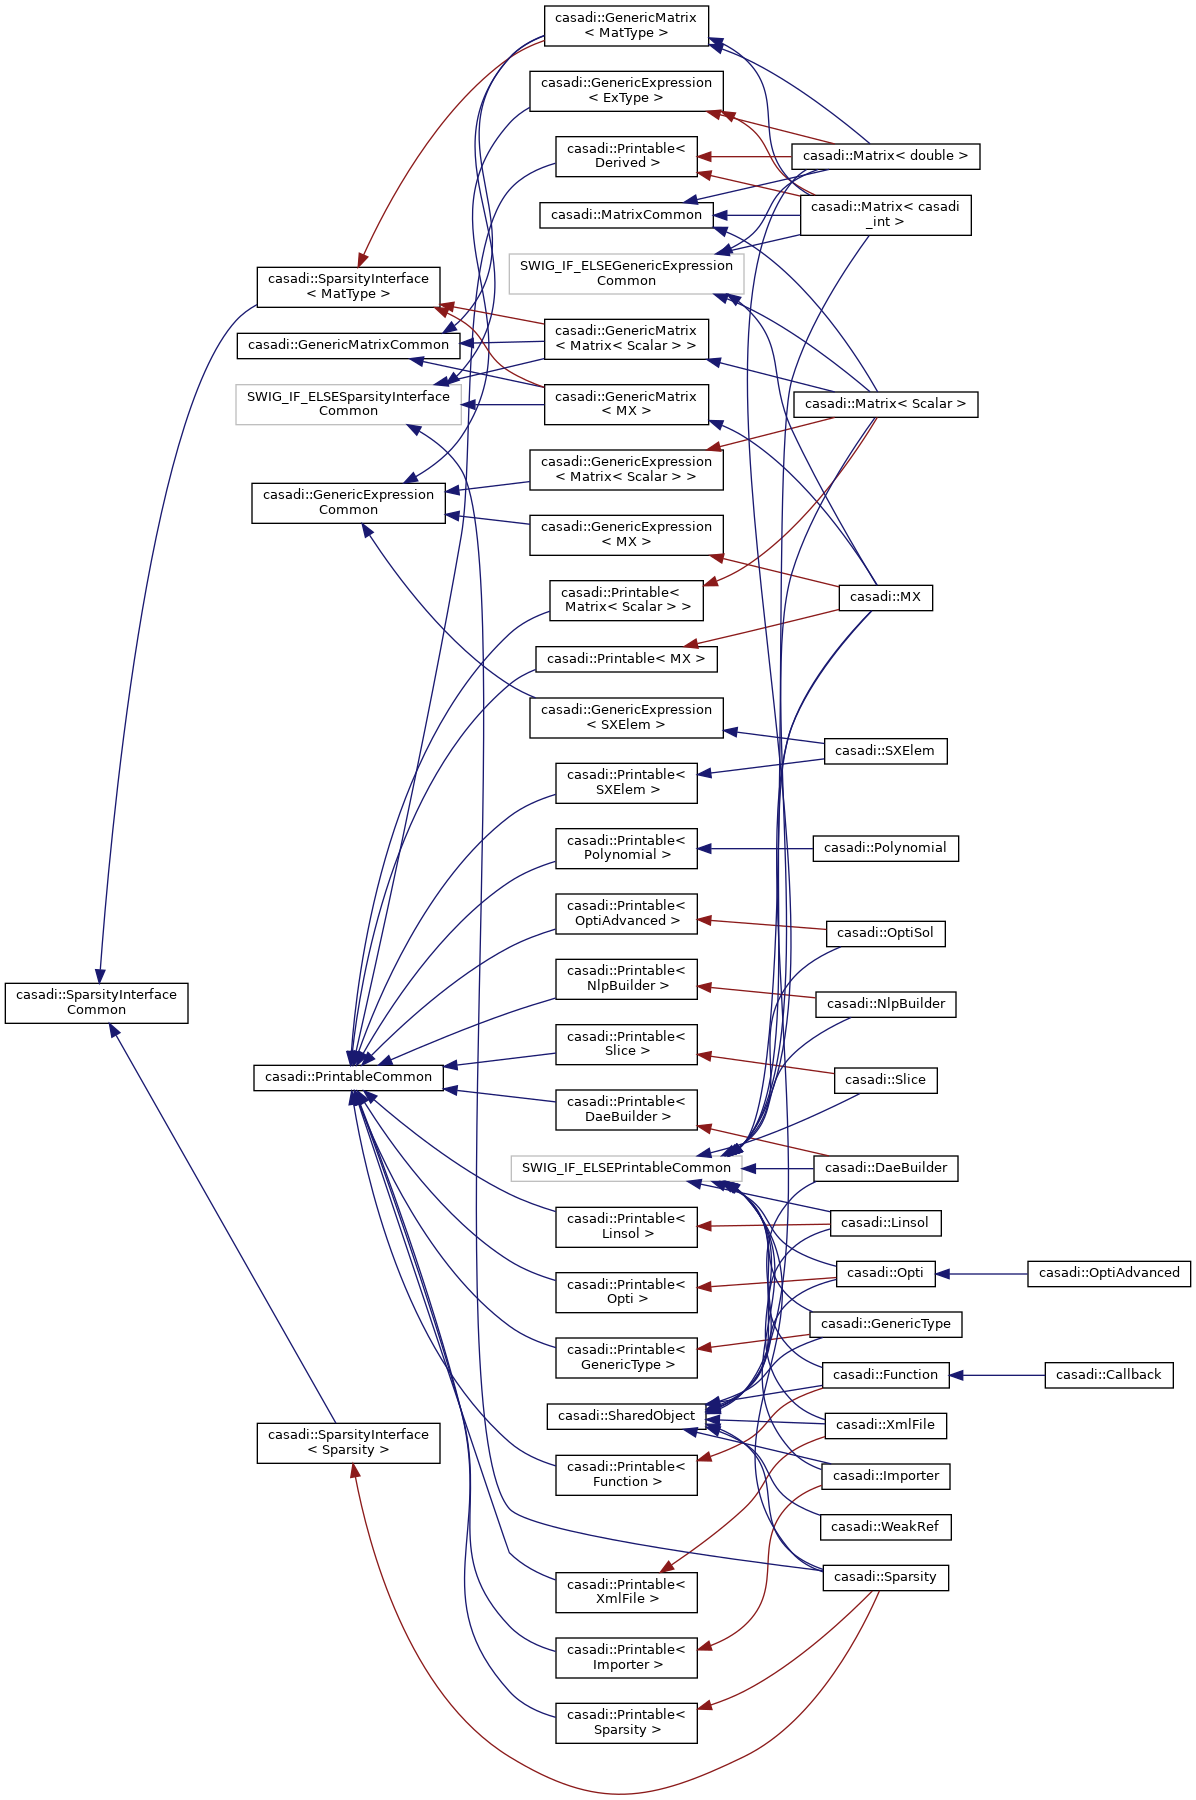 casadi::GenericMatrix
< MatType >
casadi::GenericExpression
< ExType >
casadi::Printable<
Derived >
casadi::Matrix< double >
casadi::MatrixCommon
casadi::Matrix< casadi
_int >
SWIG_IF_ELSEGenericExpression
Common
casadi::SparsityInterface
< MatType >
casadi::GenericMatrixCommon
casadi::GenericMatrix
< Matrix< Scalar > >
SWIG_IF_ELSESparsityInterface
Common
casadi::GenericMatrix
< MX >
casadi::Matrix< Scalar >
casadi::GenericExpression
< Matrix< Scalar > >
casadi::GenericExpression
Common
casadi::GenericExpression
< MX >
casadi::Printable<
Matrix< Scalar > >
casadi::MX
casadi::Printable< MX >
casadi::GenericExpression
< SXElem >
casadi::SXElem
casadi::Printable<
SXElem >
casadi::Printable<
Polynomial >
casadi::Polynomial
casadi::Printable<
OptiAdvanced >
casadi::OptiSol
casadi::Printable<
NlpBuilder >
casadi::NlpBuilder
casadi::SparsityInterface
Common
casadi::Printable<
Slice >
casadi::Slice
casadi::PrintableCommon
casadi::Printable<
DaeBuilder >
SWIG_IF_ELSEPrintableCommon
casadi::DaeBuilder
casadi::Printable<
Linsol >
casadi::Linsol
casadi::Printable<
Opti >
casadi::Opti
casadi::OptiAdvanced
casadi::GenericType
casadi::Printable<
GenericType >
casadi::Function
casadi::Callback
casadi::SharedObject
casadi::XmlFile
casadi::SparsityInterface
< Sparsity >
casadi::Printable<
Function >
casadi::Importer
casadi::WeakRef
casadi::Sparsity
casadi::Printable<
XmlFile >
casadi::Printable<
Importer >
casadi::Printable<
Sparsity >